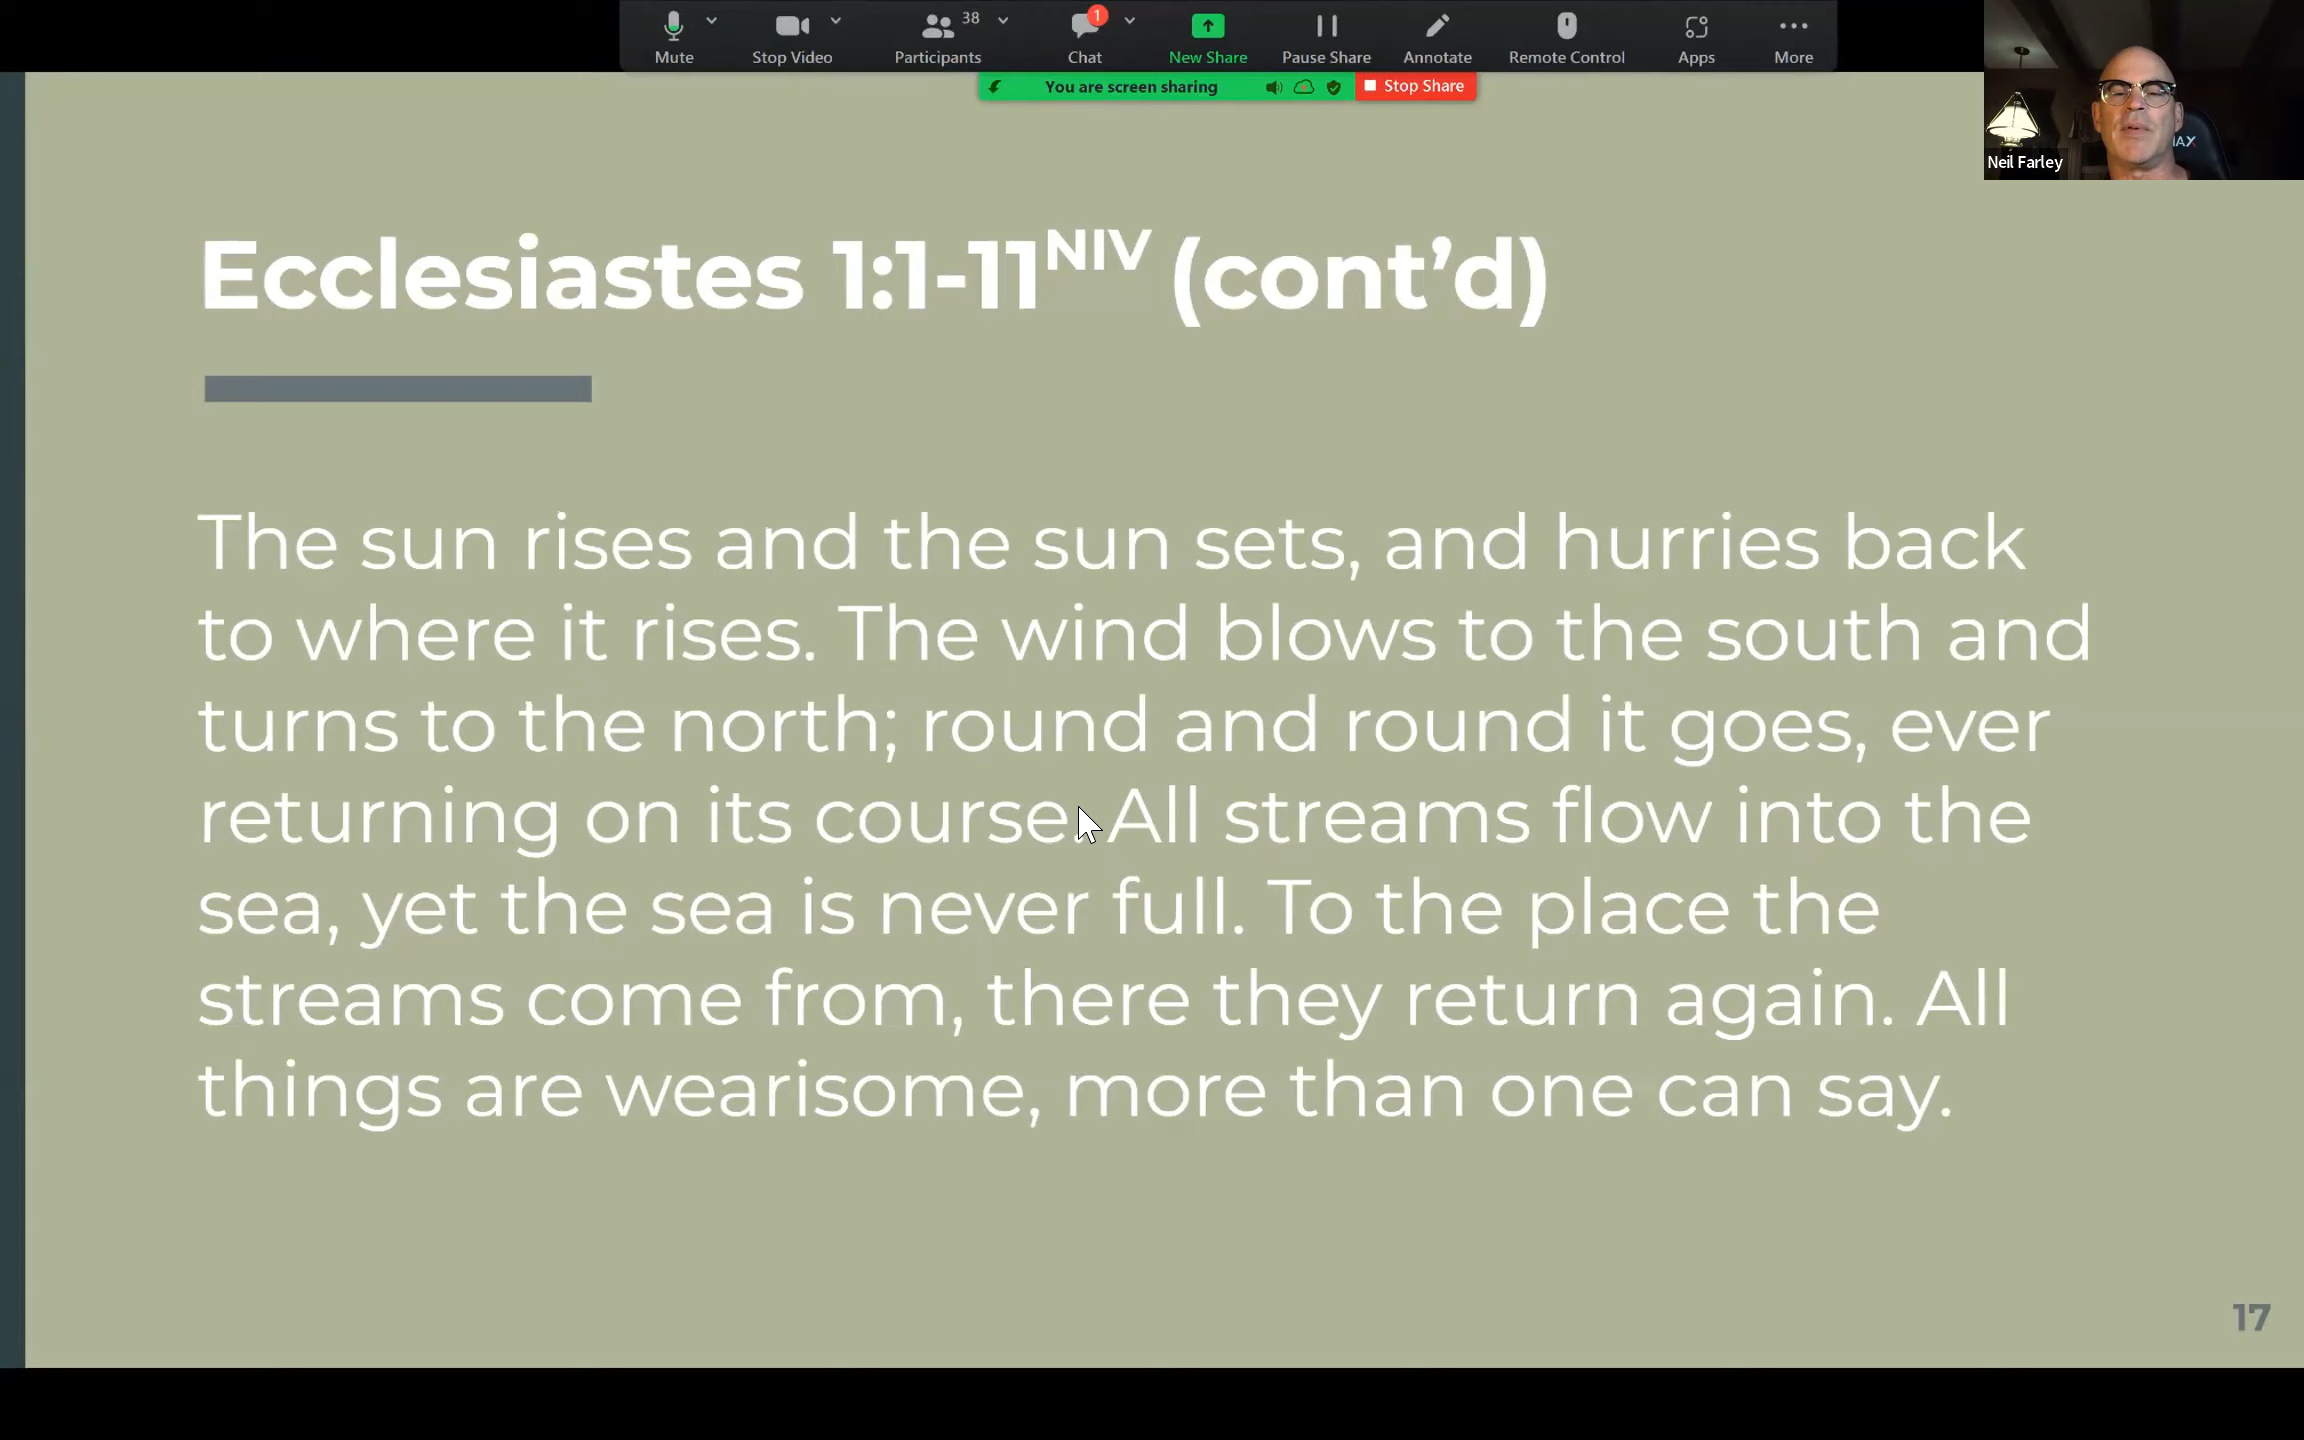 38
1
Mute
Stop Video
Participants
Chat
New Share
Pause Share
Annotate
Remote Control
Apps
More
You are screen sharing
Stop Share
Neil Farley
Ecclesiastes 1:1-11NIV (cont’d)
The sun rises and the sun sets, and hurries back
to where it rises. The wind blows to the south and
turns to the north; round and round it goes, ever
returning on its course. All streams flow into the
sea, yet the sea is never full. To the place the
streams come from, there they return again. All
things are wearisome, more than one can say.
17